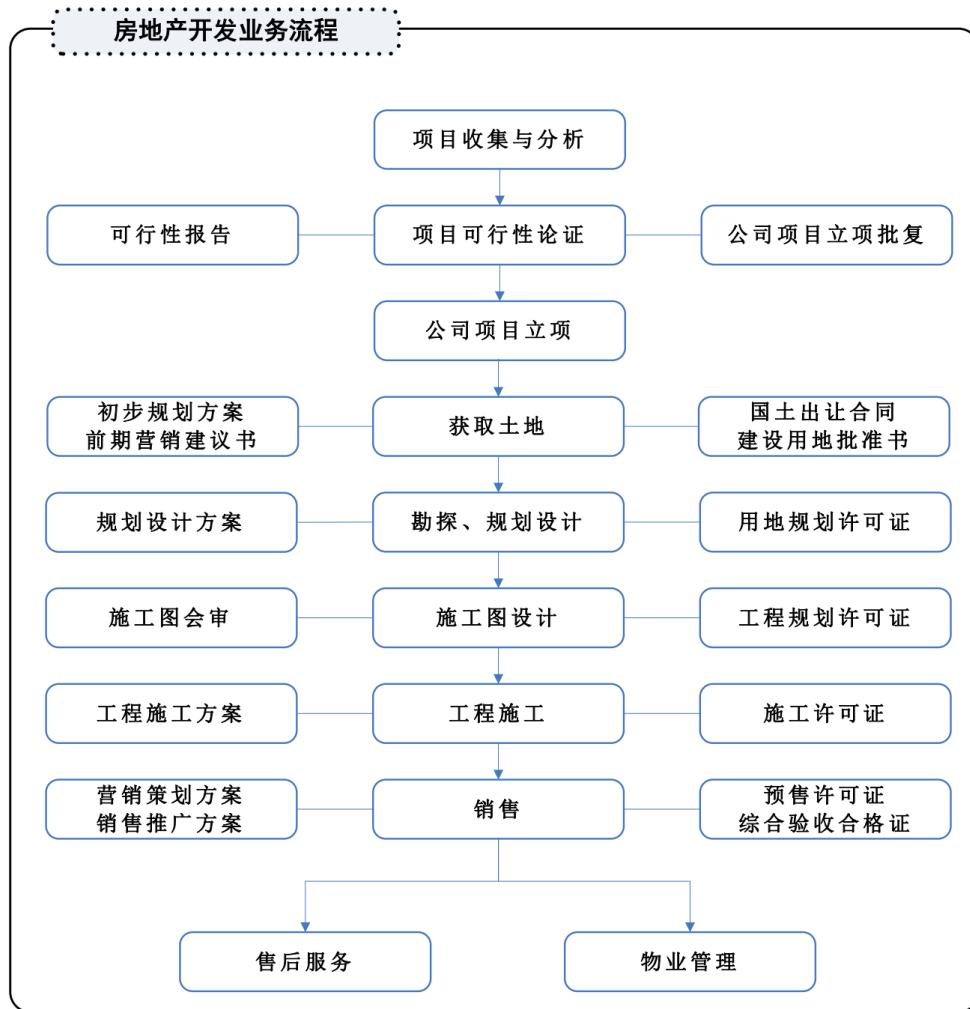 房地产开发业务流程
项目收集与分析
可行性报告
项目可行性论证
公司项目立项批复
公司项目立项
初步规划方案
前期营销建议书
获取土地
国土出让合同
建设用地批准书
规划设计方案
勘探、规划设计
用地规划许可证
施工图会审
施工图设计
工程规划许可证
工程施工方案
工程施工
施工许可证
营销策划方案
销售推广方案
销售
预售许可证
综合验收合格证
售后服务
物业管理